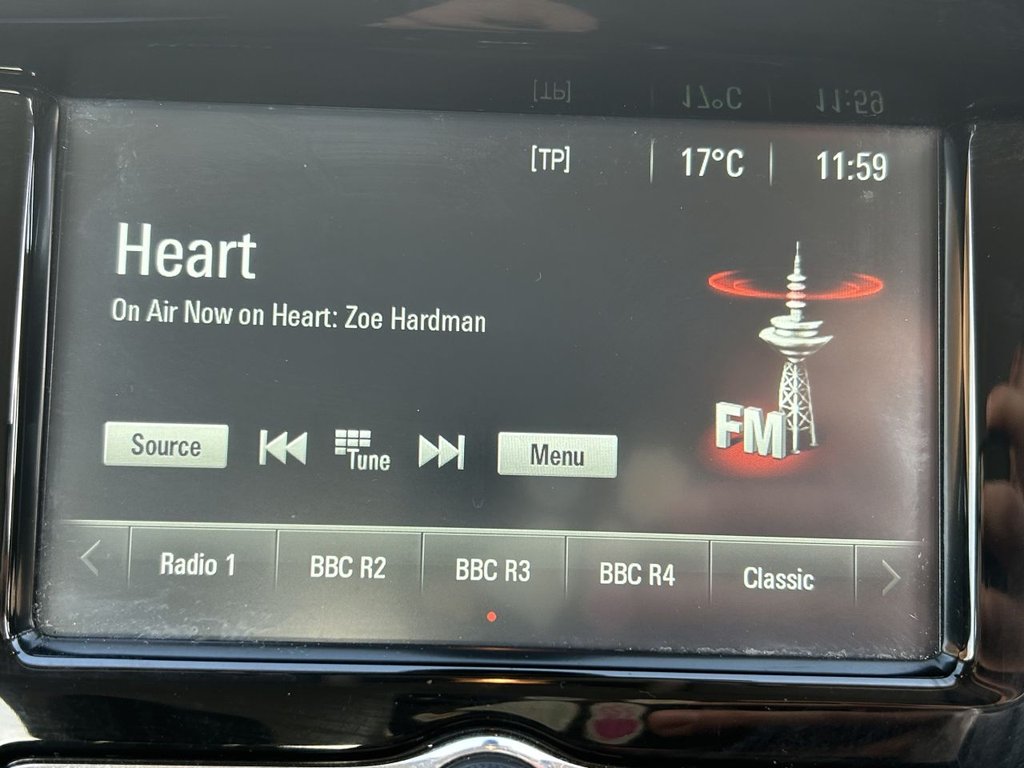 [TP] 17°C 11:59
Heart
On Air Now on Heart: Zoe Hardman
FM
Source Tune Menu
Radio 1 BBC R2 BBC R3 BBC R4 Classic